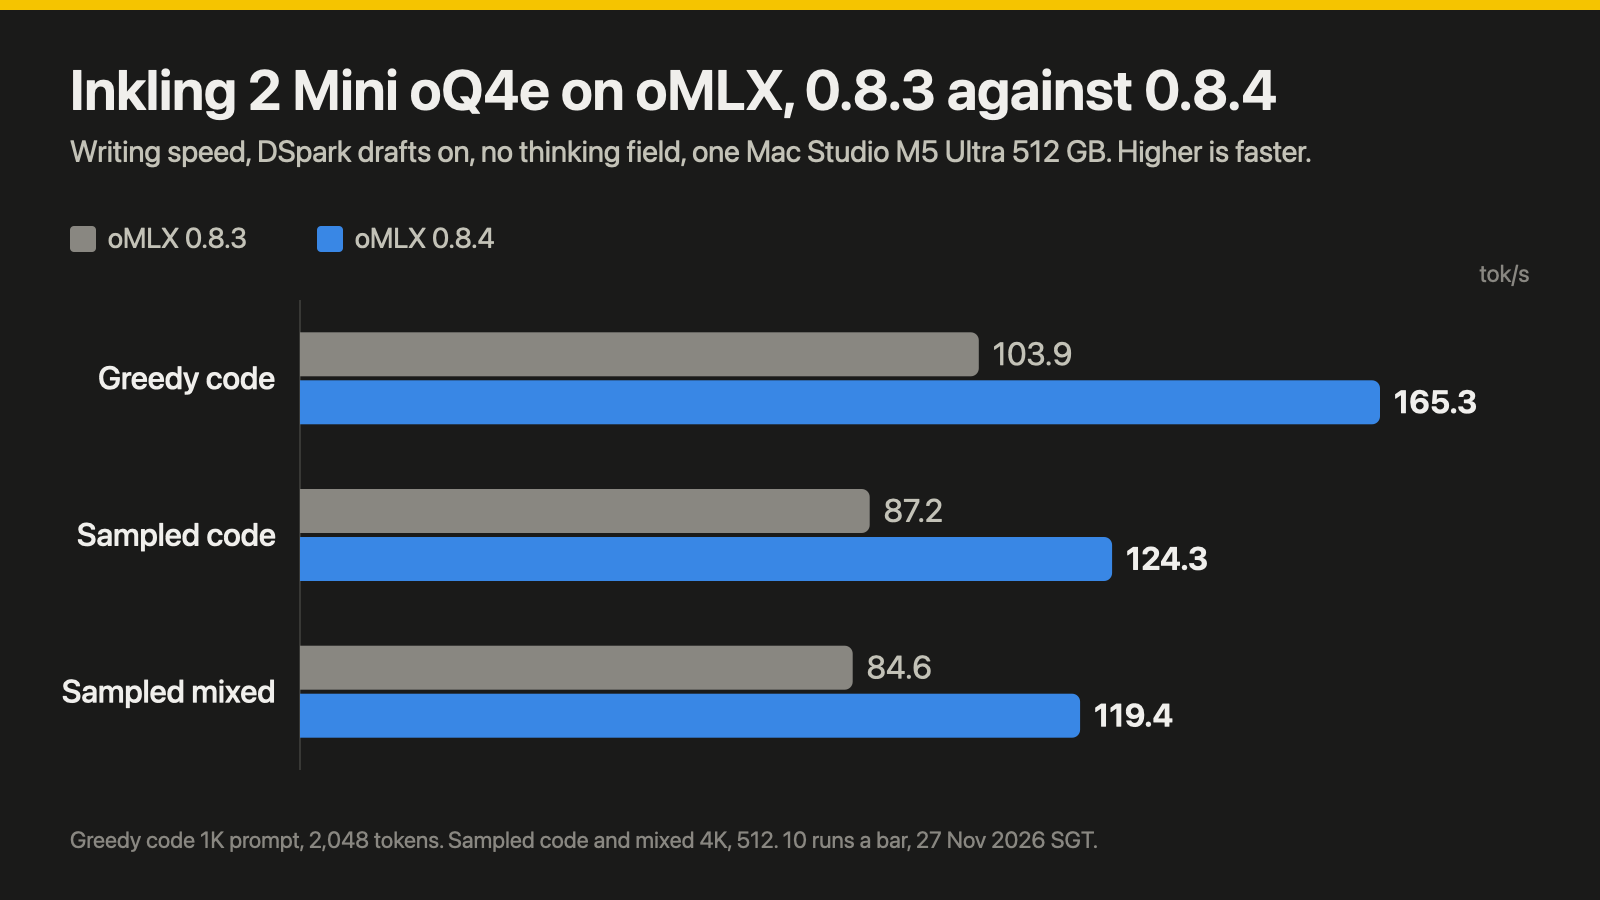 Inkling 2 Mini oQ4e on oMLX, 0.8.3 against 0.8.4
Writing speed, DSpark drafts on, no thinking field, one Mac Studio M5 Ultra 512 GB. Higher is faster.
oMLX 0.8.3
oMLX 0.8.4
tok/s
Greedy code
103.9
165.3
Sampled code
87.2
124.3
Sampled mixed
84.6
119.4
Greedy code 1K prompt, 2,048 tokens. Sampled code and mixed 4K, 512. 10 runs a bar, 27 Nov 2026 SGT.